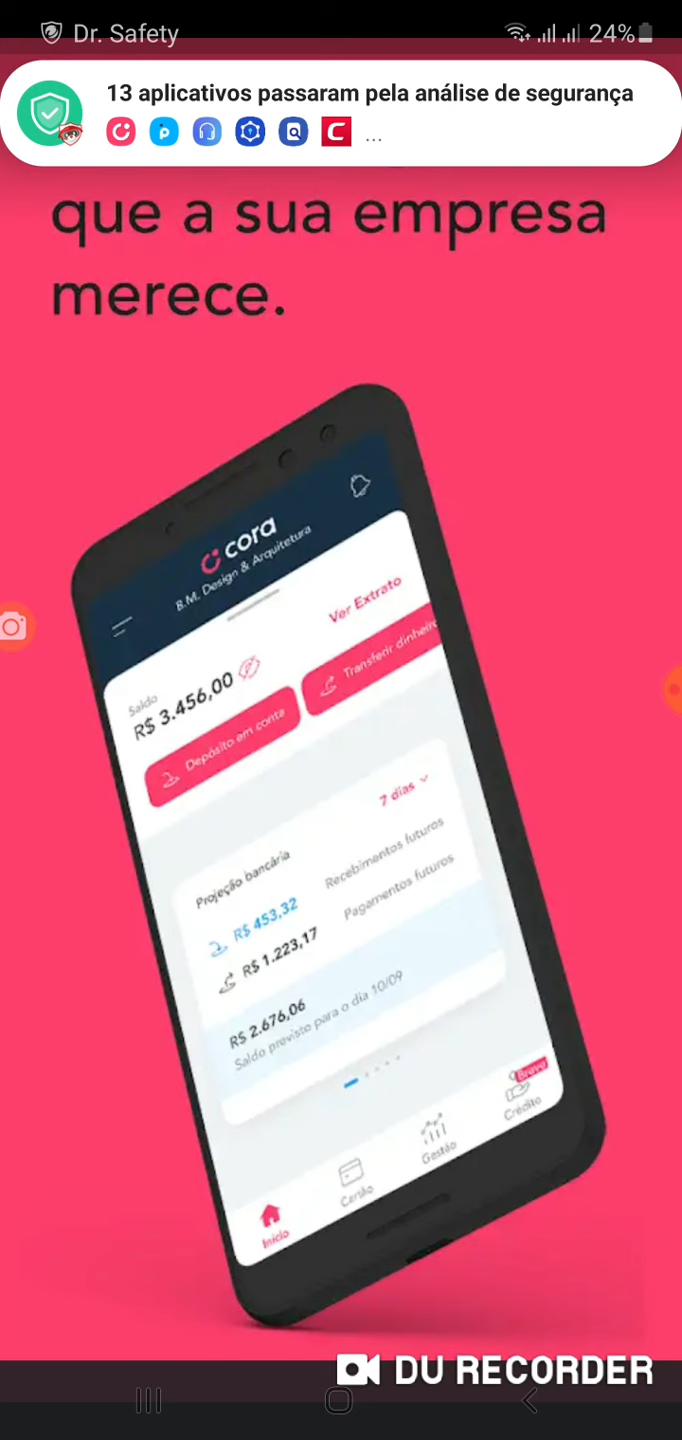 Dr. Safety
24%
13 aplicativos passaram pela análise de segurança
...
que a sua empresa
merece.
cora
B.M. Design & Arquitetura
Ver Extrato
Saldo
R$ 3.456,00
Depósito em conta
Transferir dinheiro
7 dias
Projeção bancária
R$ 453,32 Recebimentos futuros
R$ 1.223,17 Pagamentos futuros
R$ 2.676,06
Saldo previsto para o dia 10/09
Início
Cartão
Gestão
Breve
Crédito
DU RECORDER